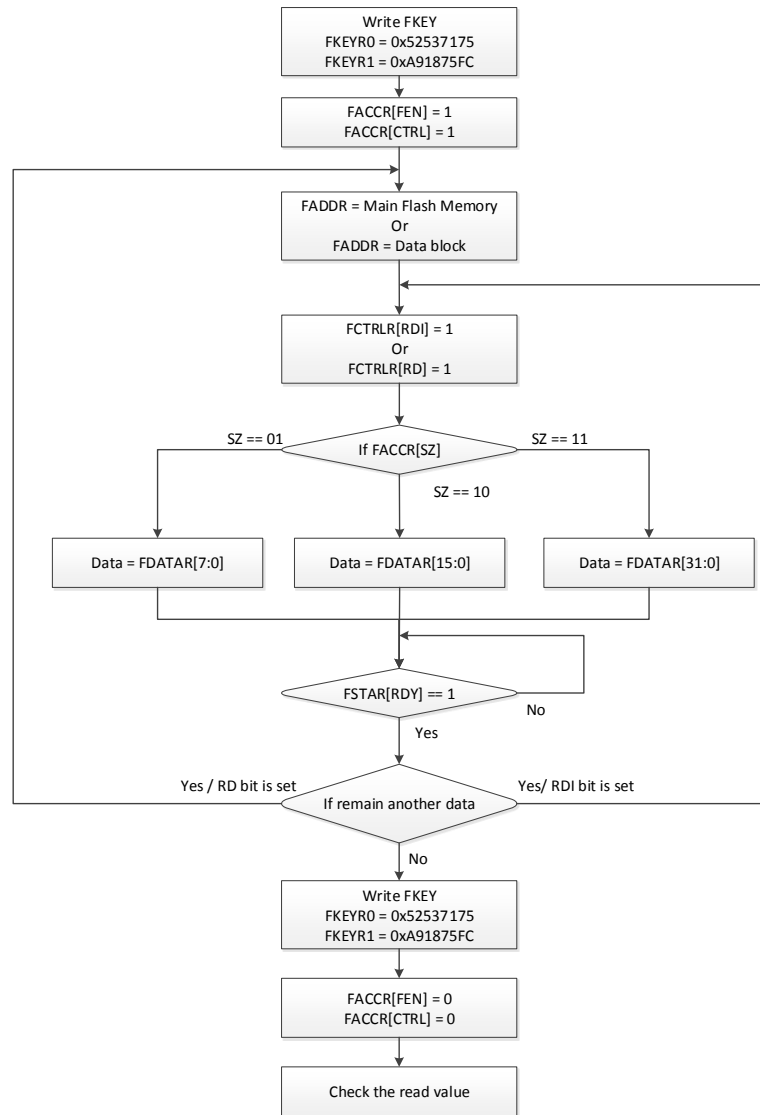 Write FKEY
FKEYR0 = 0x52537175
FKEYR1 = 0xA91875FC
FACCR[FEN] = 1
FACCR[CTRL] = 1
FADDR = Main Flash Memory
Or
FADDR = Data block
FCTRLR[RDI] = 1
Or
FCTRLR[RD] = 1
SZ == 01
If FACCR[SZ]
SZ == 11
SZ == 10
Data = FDATAR[7:0]
Data = FDATAR[15:0]
Data = FDATAR[31:0]
FSTAR[RDY] == 1
No
Yes
Yes / RD bit is set
If remain another data
Yes/ RDI bit is set
No
Write FKEY
FKEYR0 = 0x52537175
FKEYR1 = 0xA91875FC
FACCR[FEN] = 0
FACCR[CTRL] = 0
Check the read value